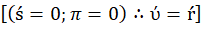 [(ś = 0; π = 0) ∴ ύ = ŕ]